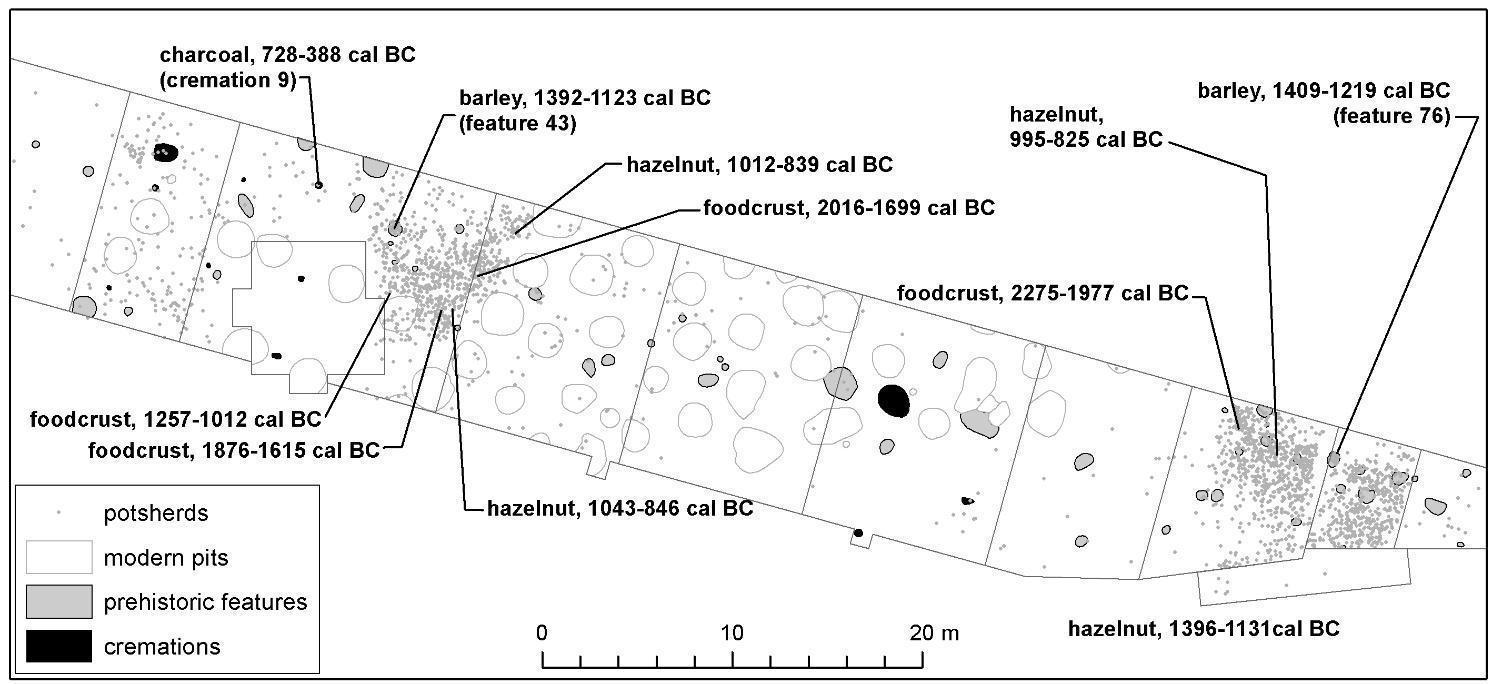 charcoal, 728-388 cal BC
(cremation 9)
barley, 1392-1123 cal BC
(feature 43)
hazelnut, 1012-839 cal BC
foodcrust, 2016-1699 cal BC
hazelnut,
995-825 cal BC
barley, 1409-1219 cal BC
(feature 76)
foodcrust, 2275-1977 cal BC
foodcrust, 1257-1012 cal BC
foodcrust, 1876-1615 cal BC
hazelnut, 1043-846 cal BC
hazelnut, 1396-1131cal BC
potsherds
modern pits
prehistoric features
cremations
0 10 20 m